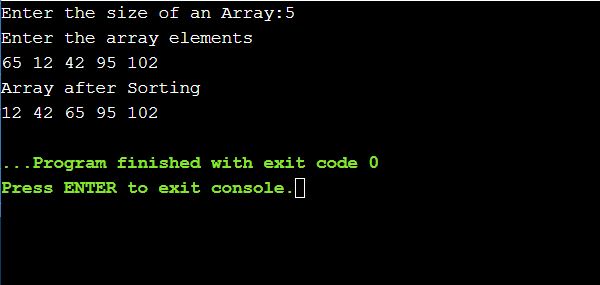 Enter the size of an Array:5
Enter the array elements
65 12 42 95 102
Array after Sorting
12 42 65 95 102
...Program finished with exit code 0
Press ENTER to exit console.